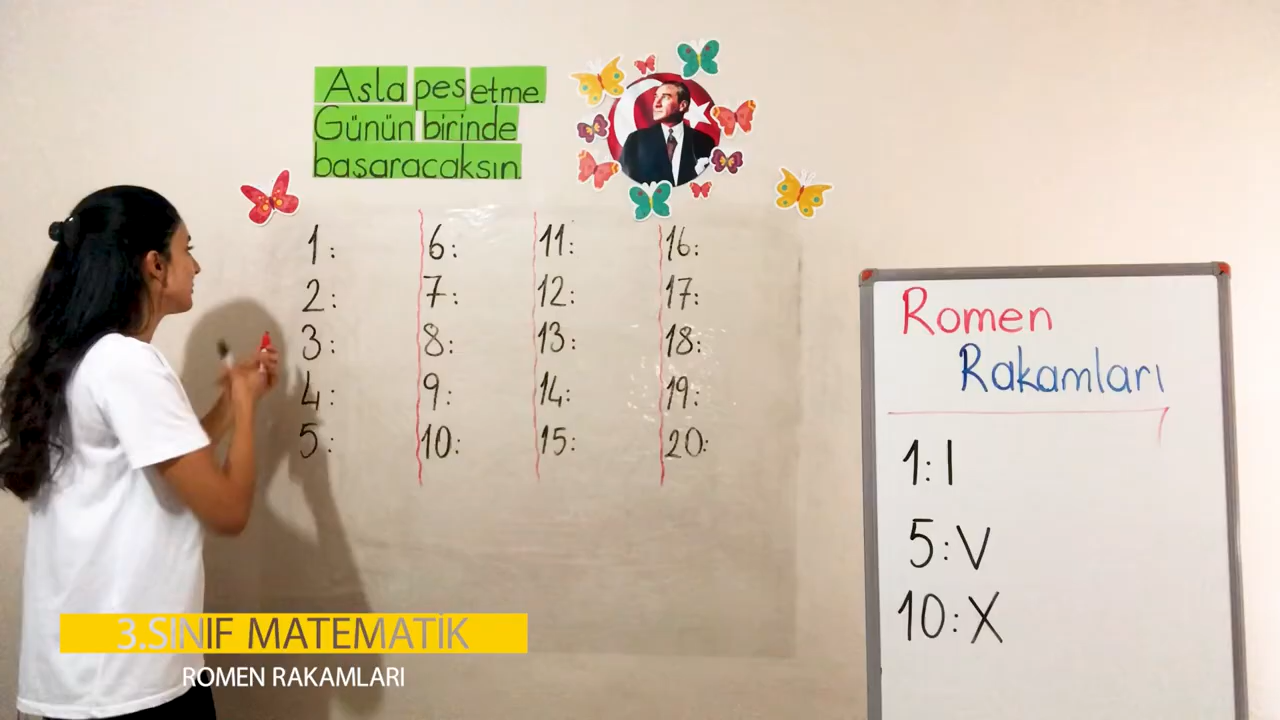 Asla pes etme.
Günün birinde
başaracaksın.
1:
2:
3:
4:
5:
6:
7:
8:
9:
10:
11:
12:
13:
14:
15:
16:
17:
18:
19:
20:
Romen
Rakamları
1: I
5: V
10: X
3.SINIF MATEMATİK
ROMEN RAKAMLARI